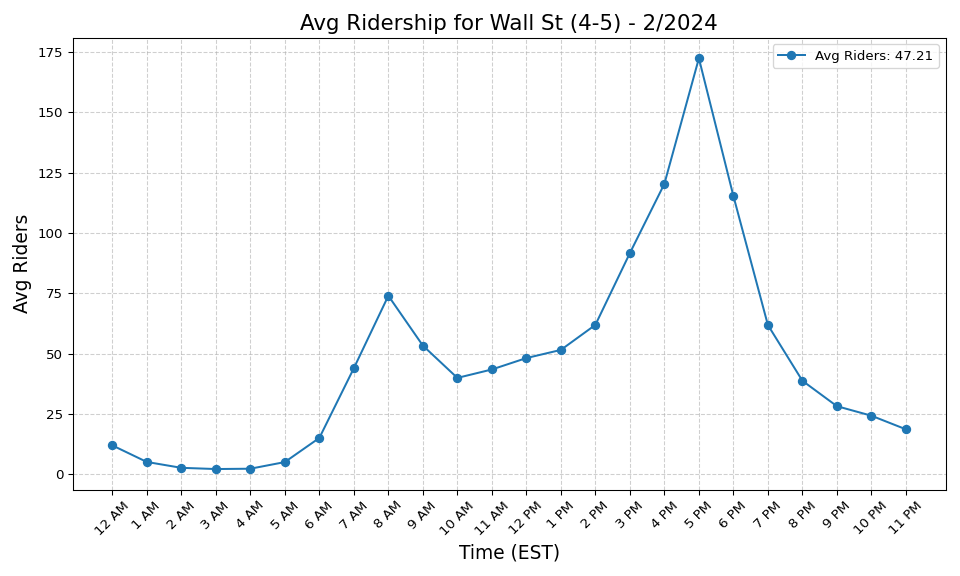 Avg Ridership for Wall St (4-5) - 2/2024
Avg Riders: 47.21
175
150
125
100
75
50
25
0
Avg Riders
12 AM
1 AM
2 AM
3 AM
4 AM
5 AM
6 AM
7 AM
8 AM
9 AM
10 AM
11 AM
12 PM
1 PM
2 PM
3 PM
4 PM
5 PM
6 PM
7 PM
8 PM
9 PM
10 PM
11 PM
Time (EST)